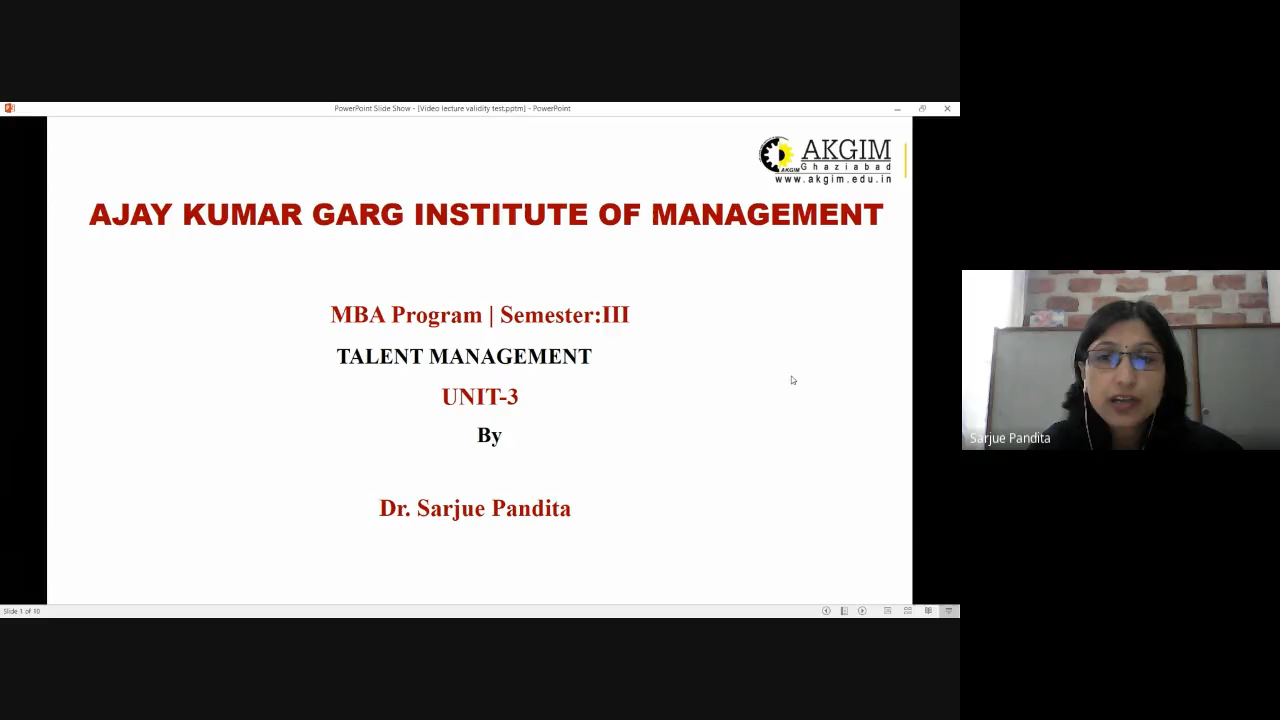 PowerPoint Slide Show - [Video lecture validity test.pptm] - PowerPoint
AKGIM
Ghaziabad
AKGIM
www.akgim.edu.in
AJAY KUMAR GARG INSTITUTE OF MANAGEMENT
MBA Program | Semester:III
TALENT MANAGEMENT
UNIT-3
By
Dr. Sarjue Pandita
Sarjue Pandita
Slide 1 of 10